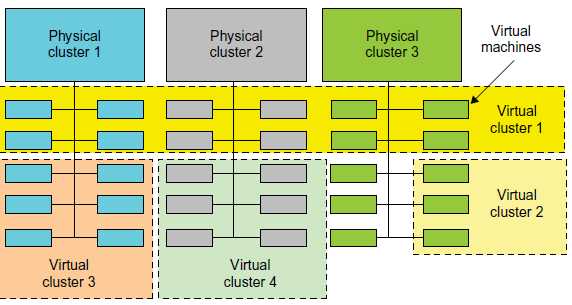 Physical
cluster 1
Physical
cluster 2
Physical
cluster 3
Virtual
machines
Virtual
cluster 1
Virtual
cluster 2
Virtual
cluster 3
Virtual
cluster 4